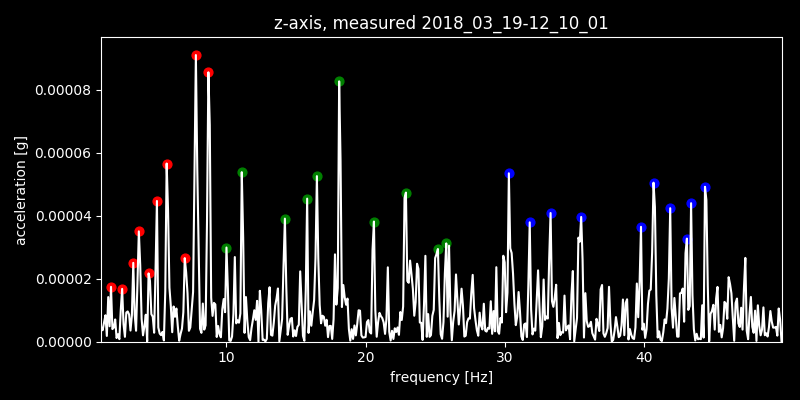 z-axis, measured 2018_03_19-12_10_01
acceleration [g]
0.00008
0.00006
0.00004
0.00002
0.00000
10 20 30 40
frequency [Hz]